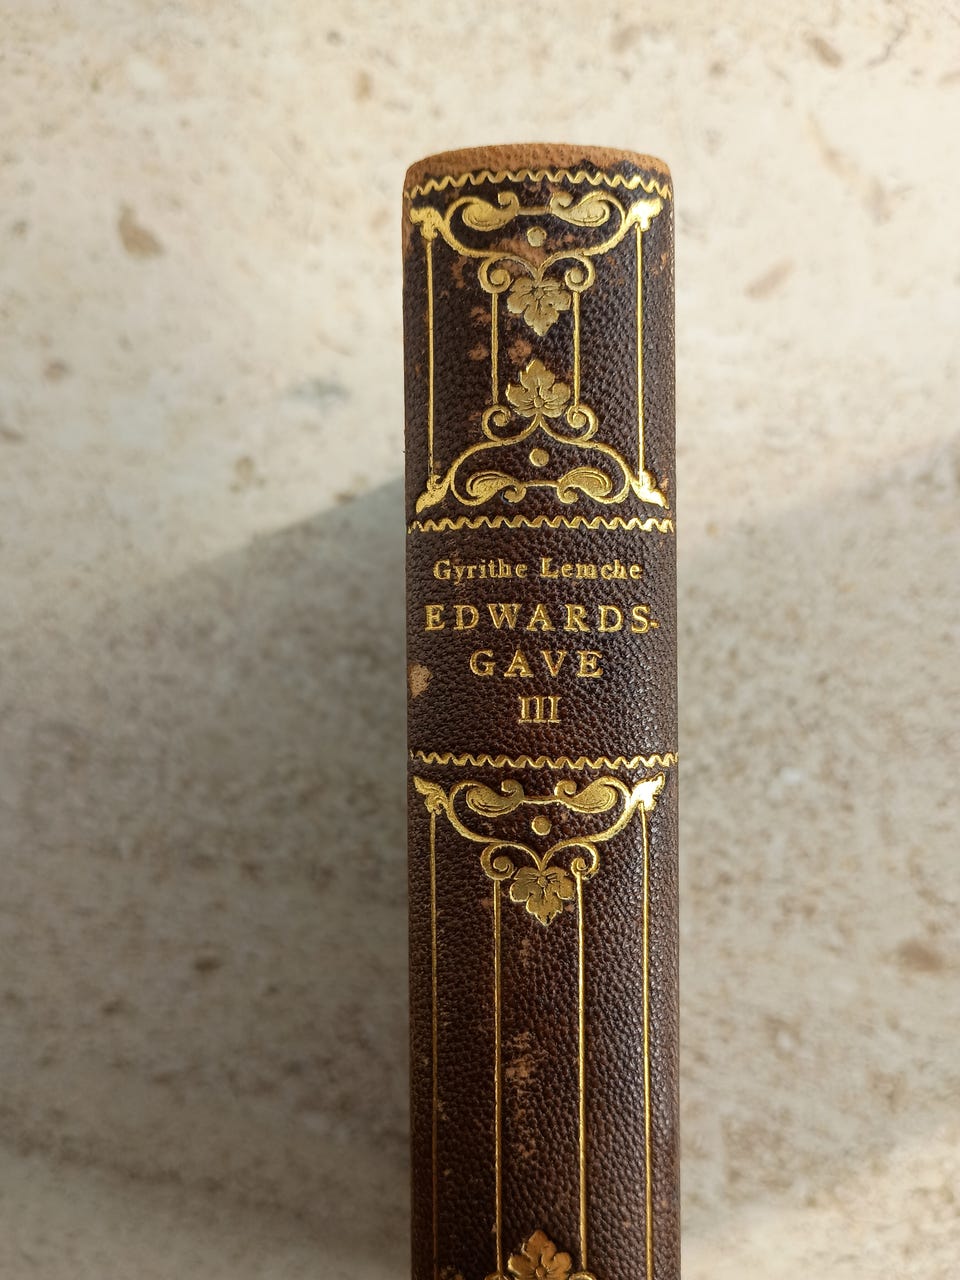 Gyrithe Lemche
EDWARDS-
GAVE
III